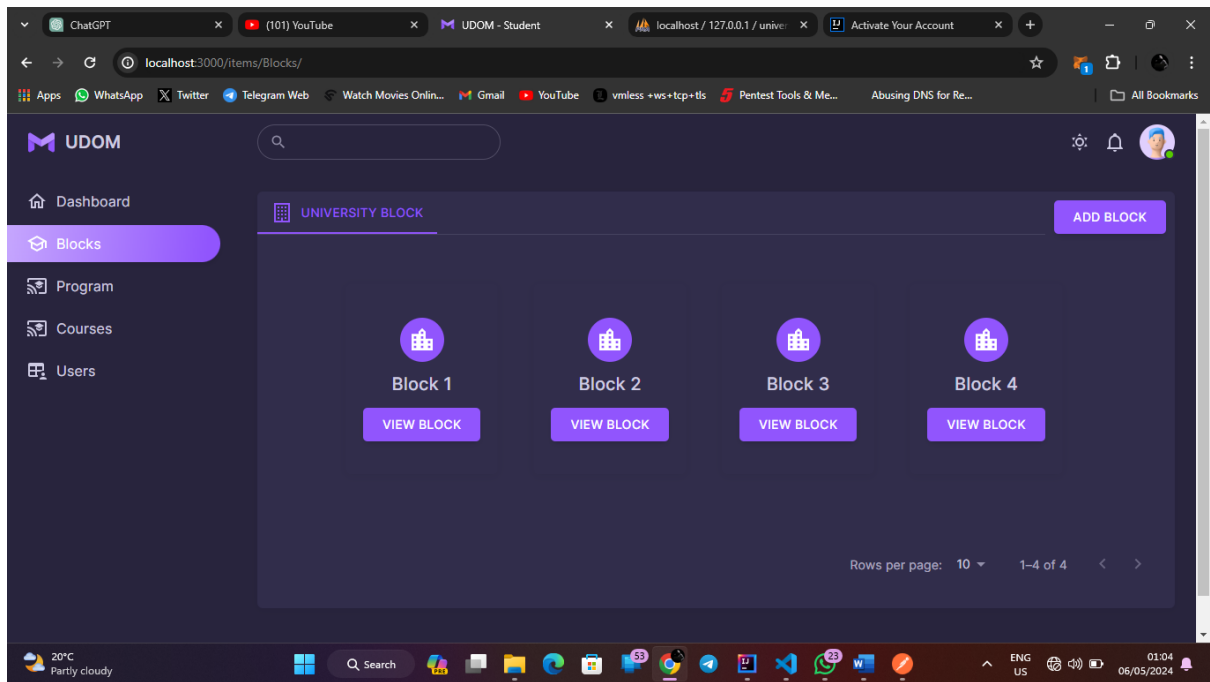 ChatGPT
(101) YouTube
UDOM - Student
localhost / 127.0.0.1 / univer
Activate Your Account
localhost:3000/items/Blocks/
1
Apps WhatsApp Twitter Telegram Web Watch Movies Onlin... Gmail YouTube vmless +ws+tcp+tls Pentest Tools & Me... Abusing DNS for Re... All Bookmarks
UDOM
Dashboard
UNIVERSITY BLOCK
ADD BLOCK
Blocks
Program
Courses
Users
Block 1 Block 2 Block 3 Block 4
VIEW BLOCK VIEW BLOCK VIEW BLOCK VIEW BLOCK
Rows per page: 10 1–4 of 4
20°C
Partly cloudy
Search
PRE
53
23
ENG
US
01:04
06/05/2024